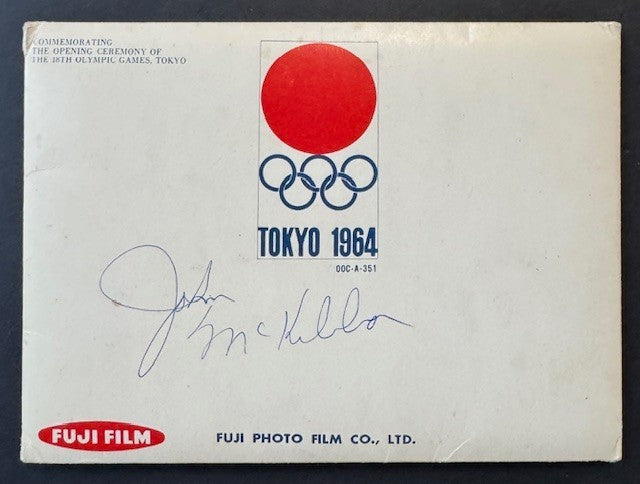 COMMEMORATING
THE OPENING CEREMONY OF
THE 18TH OLYMPIC GAMES, TOKYO
TOKYO 1964
OOC-A-351
John
McKibbon
FUJI FILM
FUJI PHOTO FILM CO., LTD.